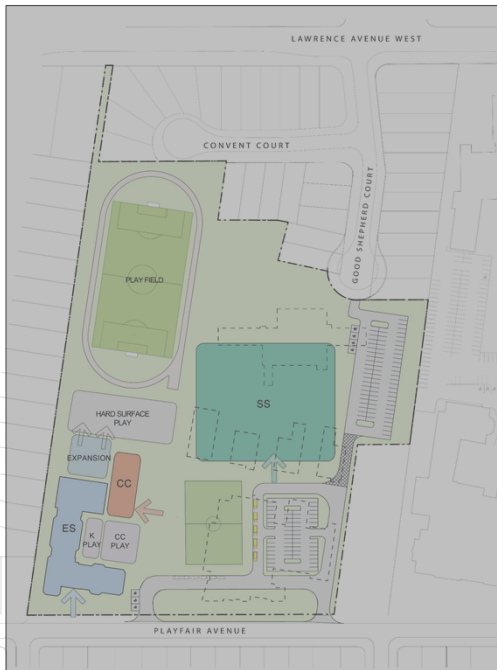 LAWRENCE AVENUE WEST
CONVENT COURT
GOOD SHEPHERD COURT
PLAY FIELD
HARD SURFACE
PLAY
SS
EXPANSION
CC
ES
K
PLAY
CC
PLAY
PLAYFAIR AVENUE